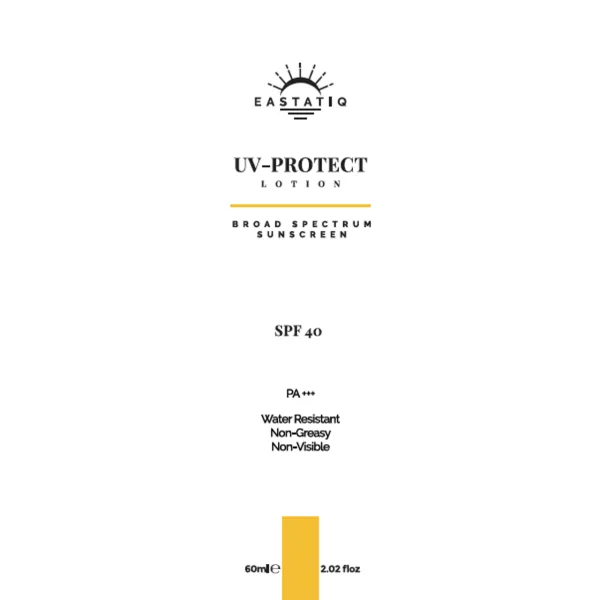 EASTATIQ
UV-PROTECT
LOTION
BROAD SPECTRUM
SUNSCREEN
SPF 40
PA +++
Water Resistant
Non-Greasy
Non-Visible
60ml℮ 2.02 floz